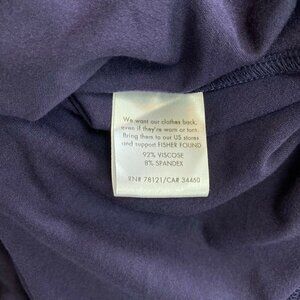 We want our clothes back,
even if they're worn or torn.
Bring them to our US stores
and support FISHER FOUND
92% VISCOSE
8% SPANDEX
RN# 78121/CA# 34460